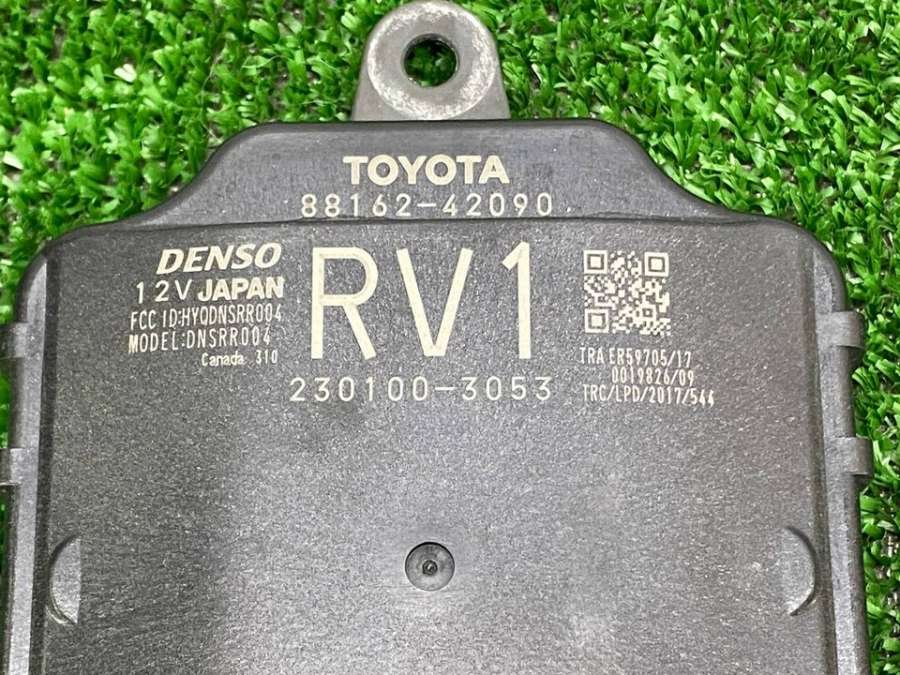 TOYOTA
88162-42090
DENSO
12V JAPAN
FCC ID:HYQDNSRR004
MODEL:DNSRR004
Canada 310
RV1
230100-3053
TRA ER59705/17
0019826/09
TRC/LPD/2017/544